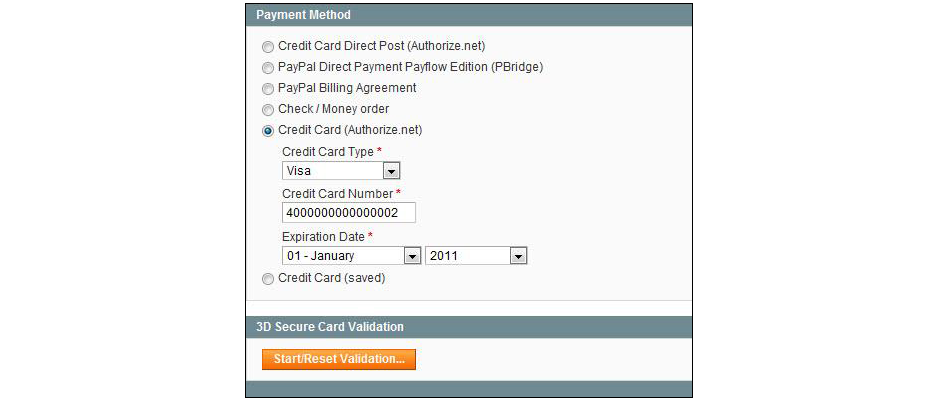 Payment Method
Credit Card Direct Post (Authorize.net)
PayPal Direct Payment Payflow Edition (PBridge)
PayPal Billing Agreement
Check / Money order
Credit Card (Authorize.net)
Credit Card Type *
Visa
Credit Card Number *
4000000000000002
Expiration Date *
01 - January 2011
Credit Card (saved)
3D Secure Card Validation
Start/Reset Validation...